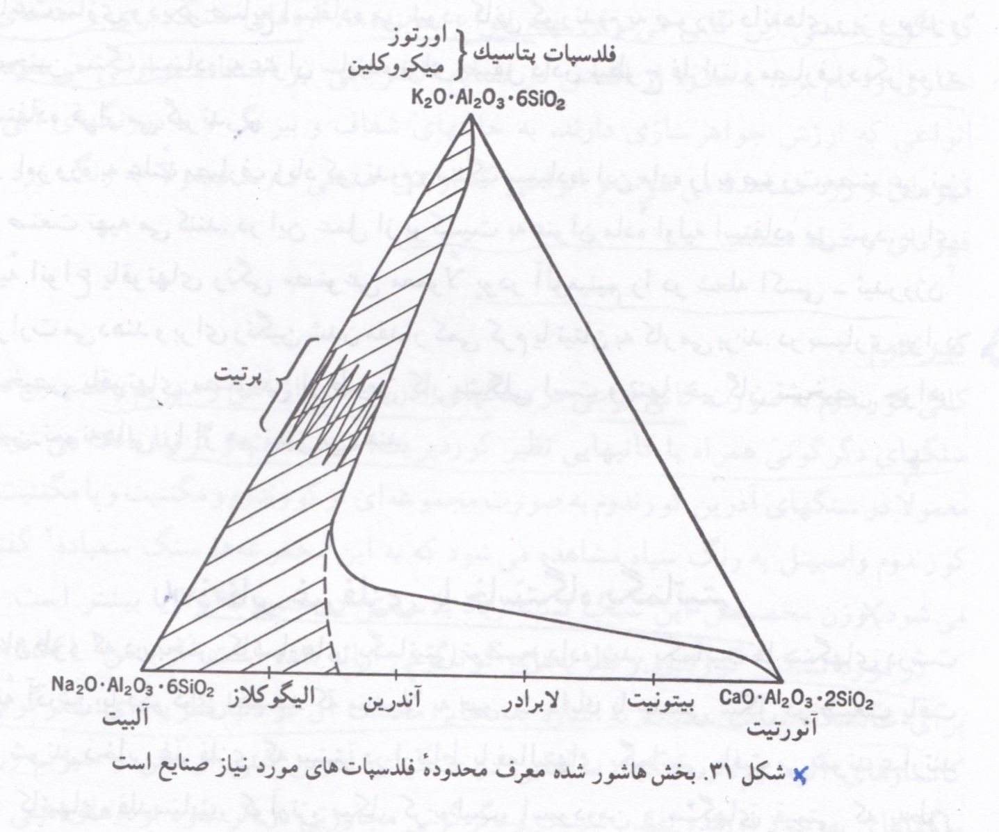 فلدسپات پتاسیك { اورتوز
میکروکلین
K₂O·Al₂O₃·6SiO₂
پرتیت
Na₂O·Al₂O₃·6SiO₂
آلبیت
الیگوکلاز
آندرین
لابرادر
بیتونیت
CaO·Al₂O₃·2SiO₂
آنورتیت
شکل ۳۱. بخش هاشور شده معرف محدودهٔ فلدسپات‌های مورد نیاز صنایع است